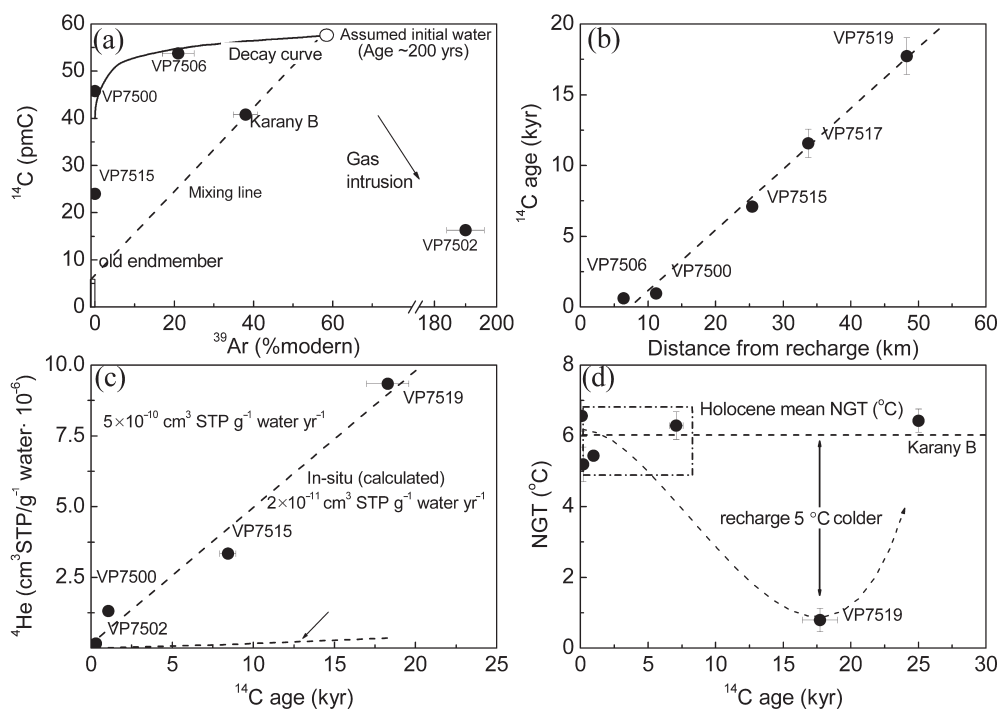 (a)
60
50
40
30
20
10
0
¹⁴C (pmC)
Assumed initial water
(Age ~200 yrs)
VP7506
Decay curve
VP7500
Karany B
VP7515
Gas
intrusion
Mixing line
VP7502
old endmember
0 20 40 60 180 200
³⁹Ar (%modern)
(b)
20
15
10
5
0
¹⁴C age (kyr)
VP7519
VP7517
VP7515
VP7506
VP7500
0 10 20 30 40 50 60
Distance from recharge (km)
(c)
10.0
7.5
5.0
2.5
⁴He (cm³STP/g⁻¹ water· 10⁻⁶)
VP7519
5×10⁻¹⁰ cm³ STP g⁻¹ water yr⁻¹
In-situ (calculated)
2×10⁻¹¹ cm³ STP g⁻¹ water yr⁻¹
VP7515
VP7500
VP7502
0 5 10 15 20 25
¹⁴C age (kyr)
(d)
8
6
4
2
0
NGT (°C)
Holocene mean NGT (°C)
Karany B
recharge 5 °C colder
VP7519
0 5 10 15 20 25 30
¹⁴C age (kyr)